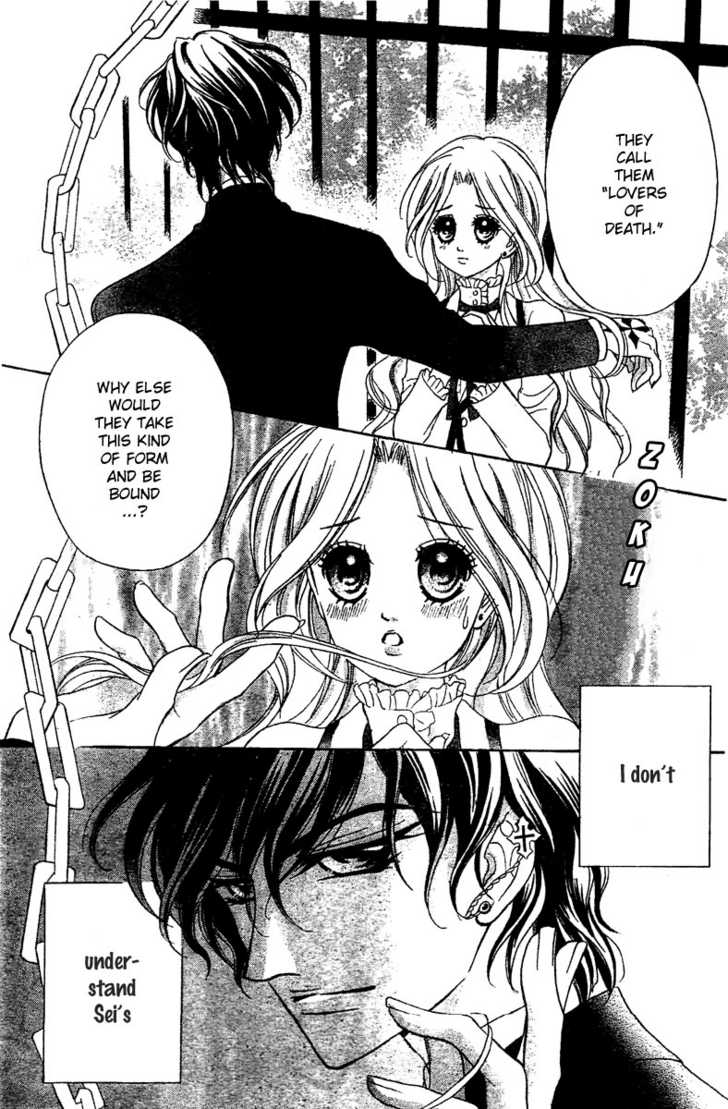 THEY
CALL
THEM
"LOVERS
OF
DEATH."
WHY ELSE
WOULD
THEY TAKE
THIS KIND
OF FORM
AND BE
BOUND
...?
ZOKU
I don't
under-
stand
Sei's